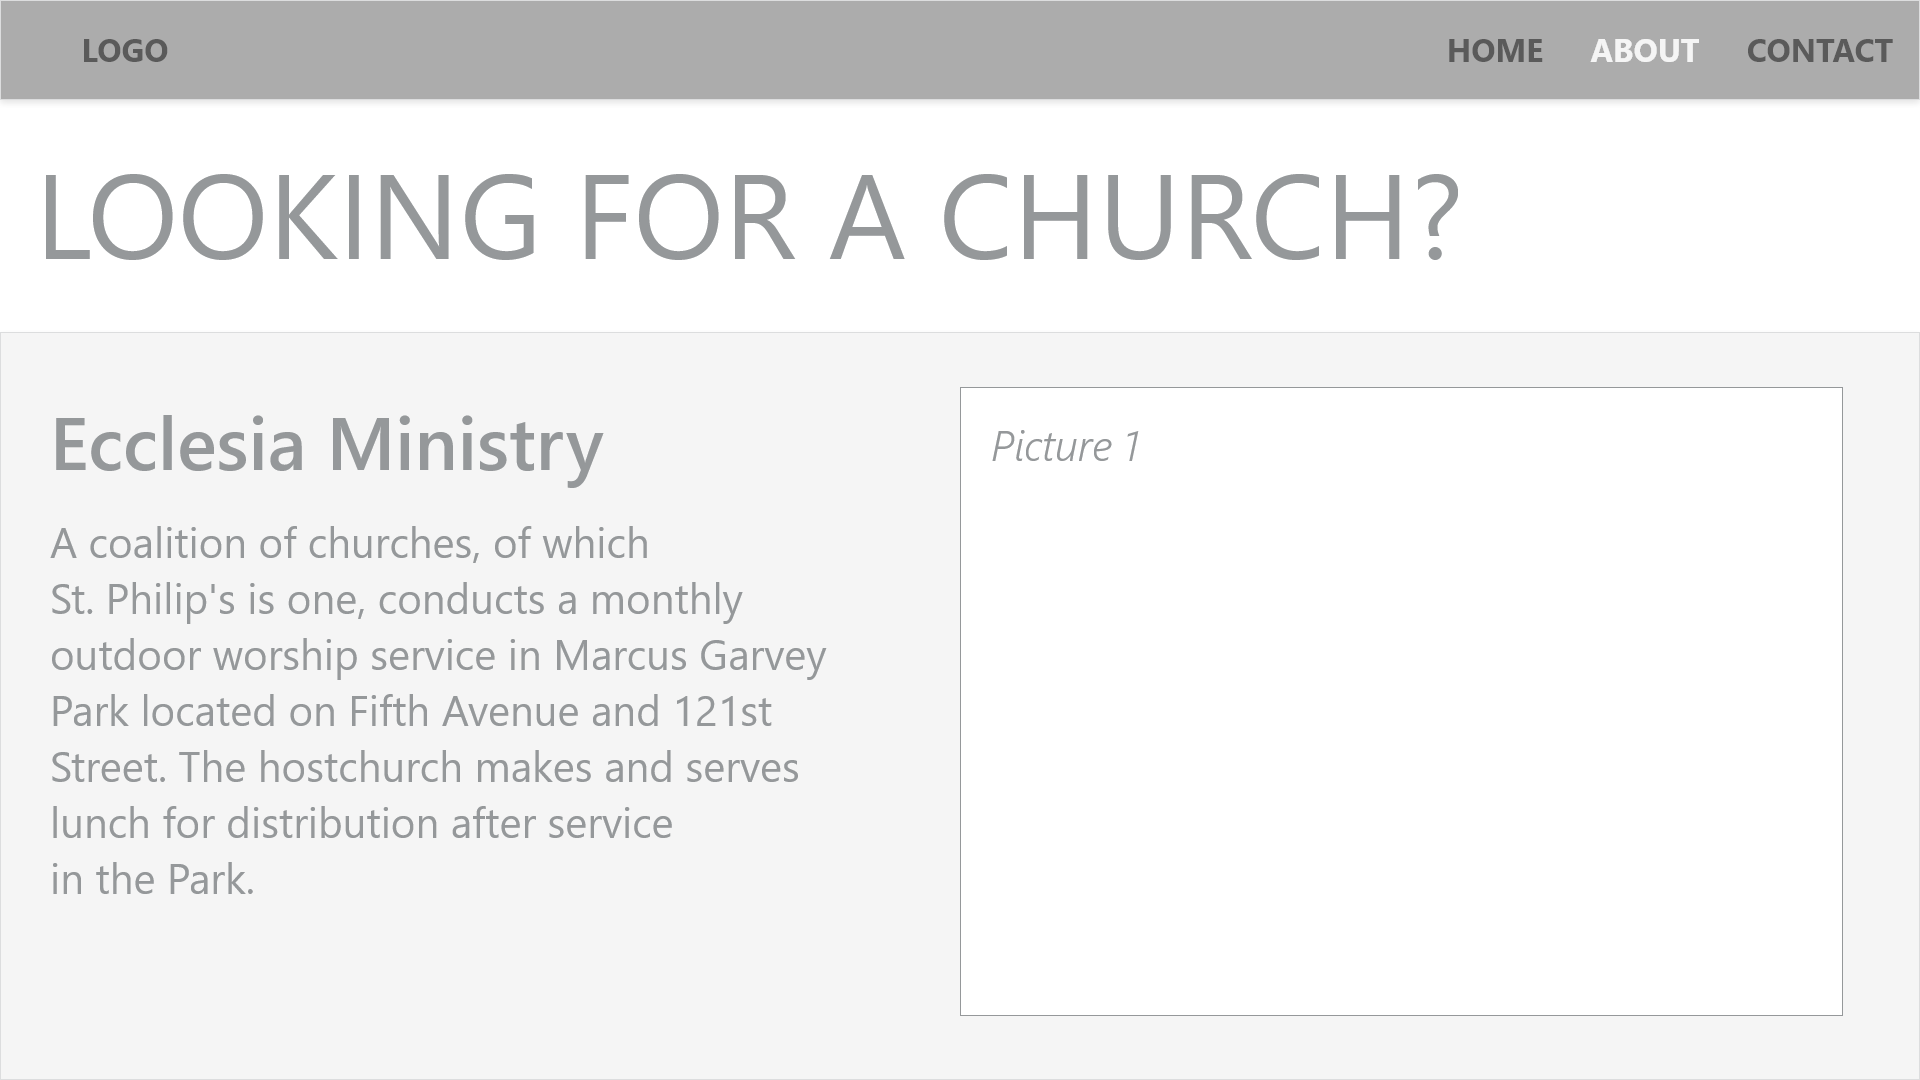 LOGO
HOME ABOUT CONTACT
LOOKING FOR A CHURCH?
Ecclesia Ministry
A coalition of churches, of which
St. Philip's is one, conducts a monthly
outdoor worship service in Marcus Garvey
Park located on Fifth Avenue and 121st
Street. The hostchurch makes and serves
lunch for distribution after service
in the Park.
Picture 1